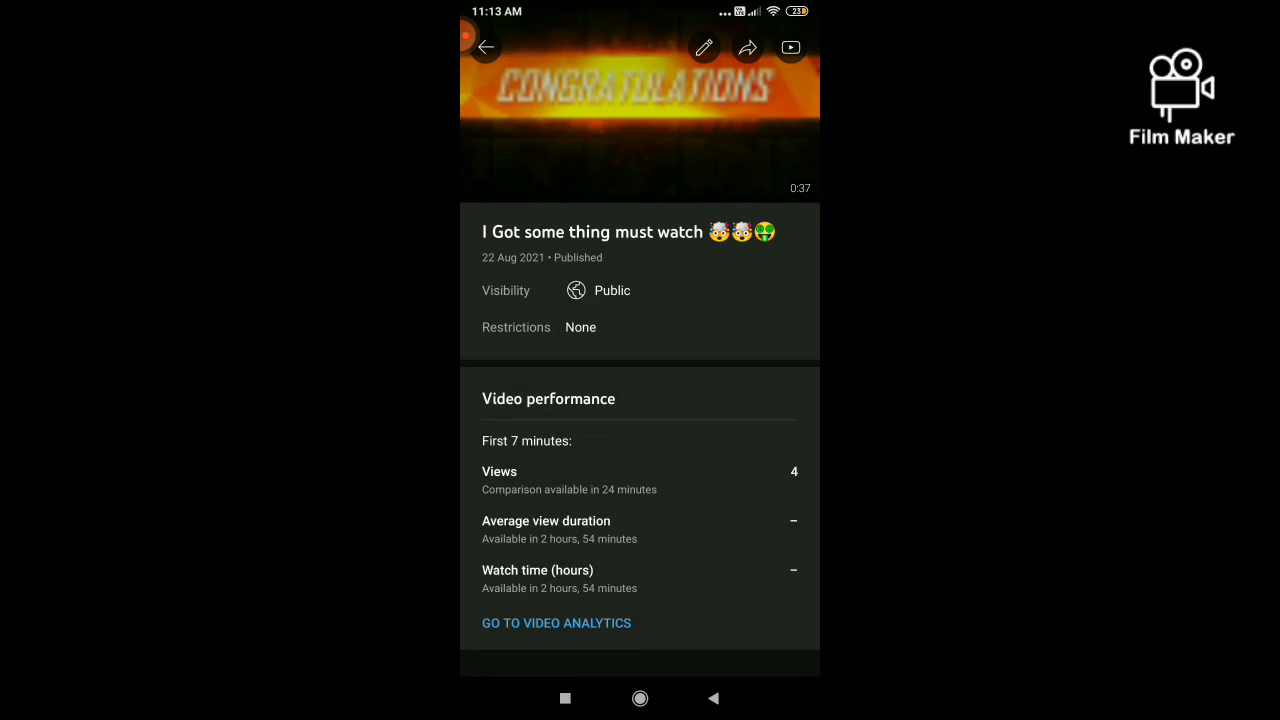 11:13 AM
23
CONGRATULATIONS
Film Maker
0:37
I Got some thing must watch 🤯🤯🤑
22 Aug 2021 • Published
Visibility Public
Restrictions None
Video performance
First 7 minutes:
Views 4
Comparison available in 24 minutes
Average view duration –
Available in 2 hours, 54 minutes
Watch time (hours) –
Available in 2 hours, 54 minutes
GO TO VIDEO ANALYTICS